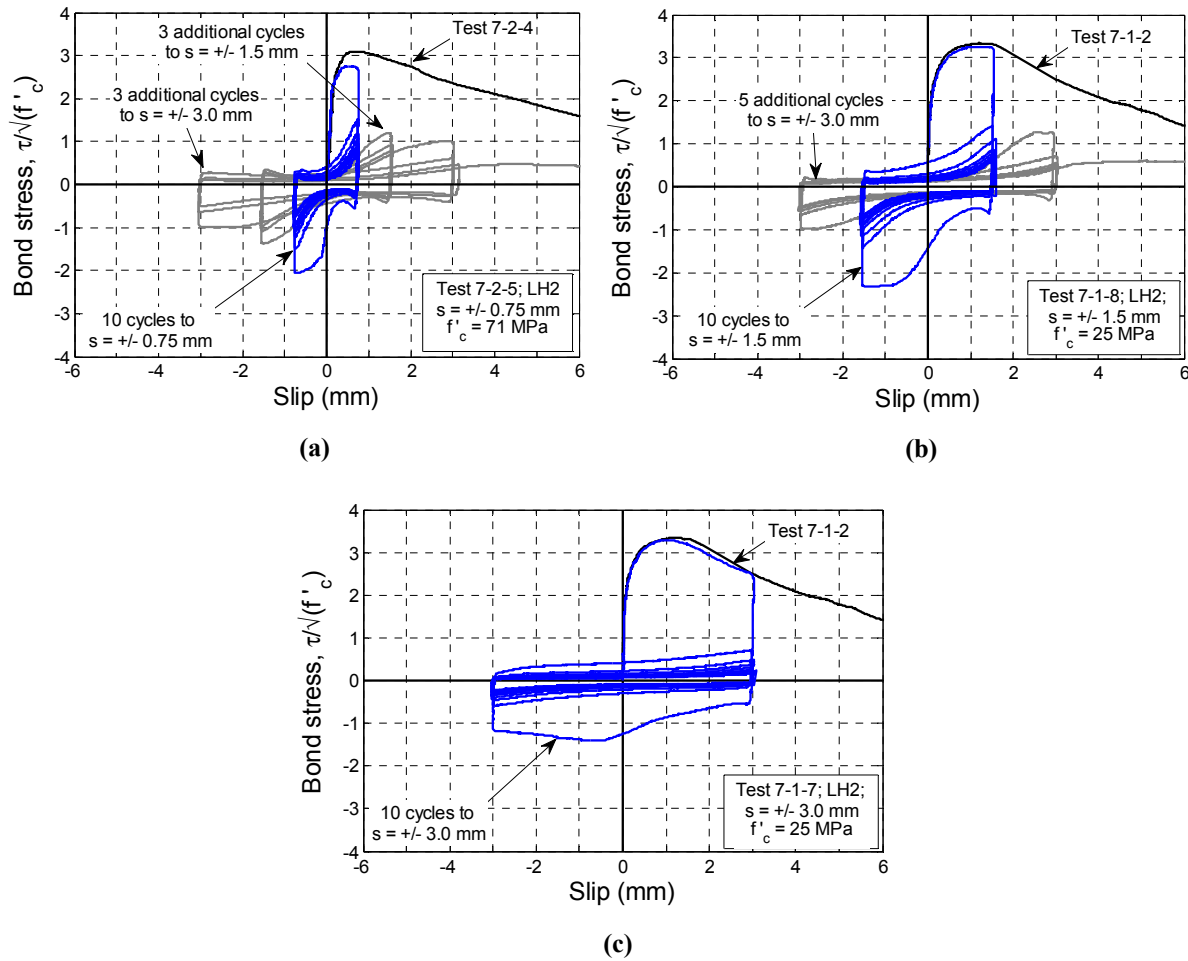 3 additional cycles
to s = +/- 1.5 mm
Test 7-2-4
3 additional cycles
to s = +/- 3.0 mm
10 cycles to
s = +/- 0.75 mm
Test 7-2-5; LH2
s = +/- 0.75 mm
f'c = 71 MPa
Bond stress, τ/√(f'c)
4
3
2
1
0
-1
-2
-3
-4
-6
-4
-2
0
2
4
6
Slip (mm)
(a)
Test 7-1-2
5 additional cycles
to s = +/- 3.0 mm
10 cycles to
s = +/- 1.5 mm
Test 7-1-8; LH2;
s = +/- 1.5 mm
f'c = 25 MPa
Bond stress, τ/√(f'c)
4
3
2
1
0
-1
-2
-3
-4
-6
-4
-2
0
2
4
6
Slip (mm)
(b)
Test 7-1-2
10 cycles to
s = +/- 3.0 mm
Test 7-1-7; LH2;
s = +/- 3.0 mm
f'c = 25 MPa
Bond stress, τ/√(f'c)
4
3
2
1
0
-1
-2
-3
-4
-6
-4
-2
0
2
4
6
Slip (mm)
(c)